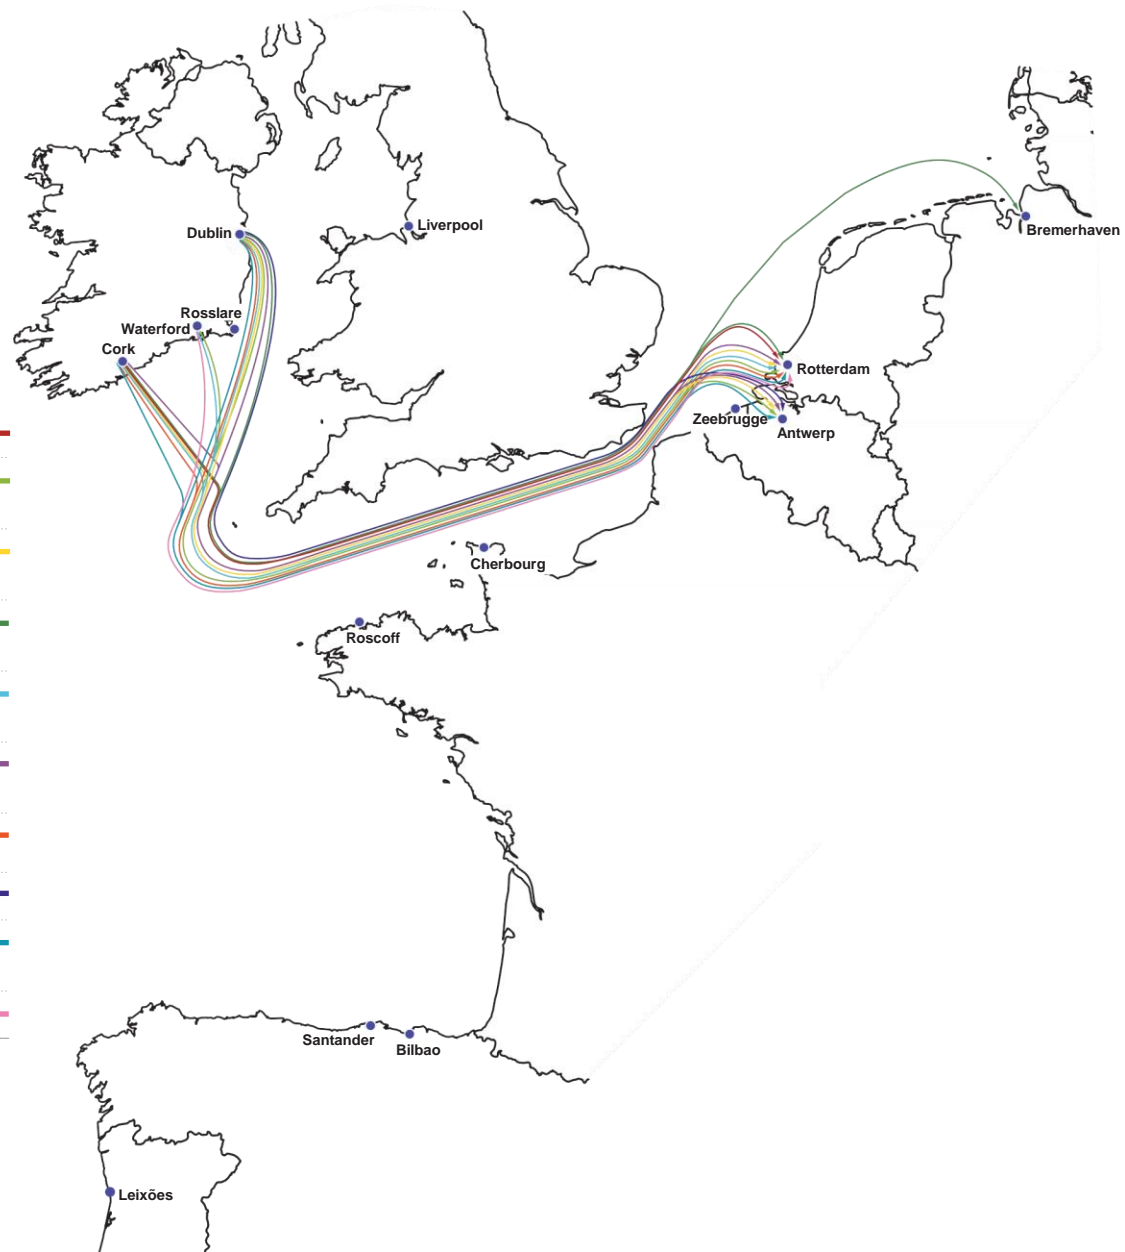 Liverpool
Dublin
Bremerhaven
Rosslare
Waterford
Cork
Rotterdam
Zeebrugge
Antwerp
Cherbourg
Roscoff
Santander
Bilbao
Leixões